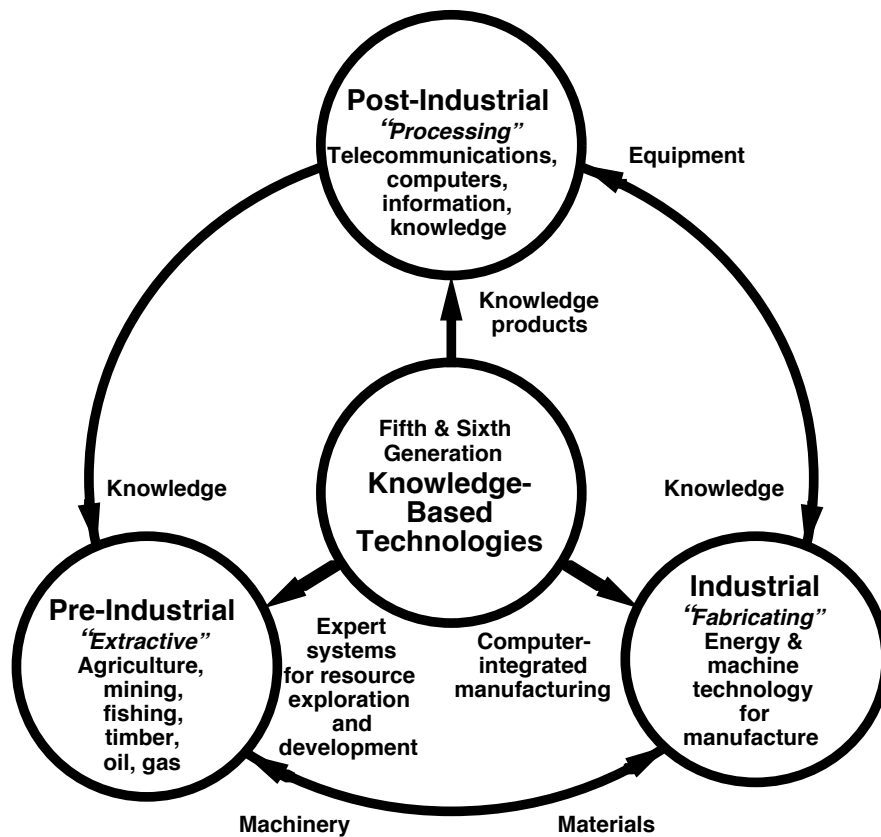 Post-Industrial
“Processing”
Telecommunications,
computers,
information,
knowledge
Equipment
Knowledge
products
Fifth & Sixth
Generation
Knowledge-
Based
Technologies
Knowledge
Knowledge
Pre-Industrial
“Extractive”
Agriculture,
mining,
fishing,
timber,
oil, gas
Expert
systems
for resource
exploration
and
development
Computer-
integrated
manufacturing
Industrial
“Fabricating”
Energy &
machine
technology
for
manufacture
Machinery
Materials